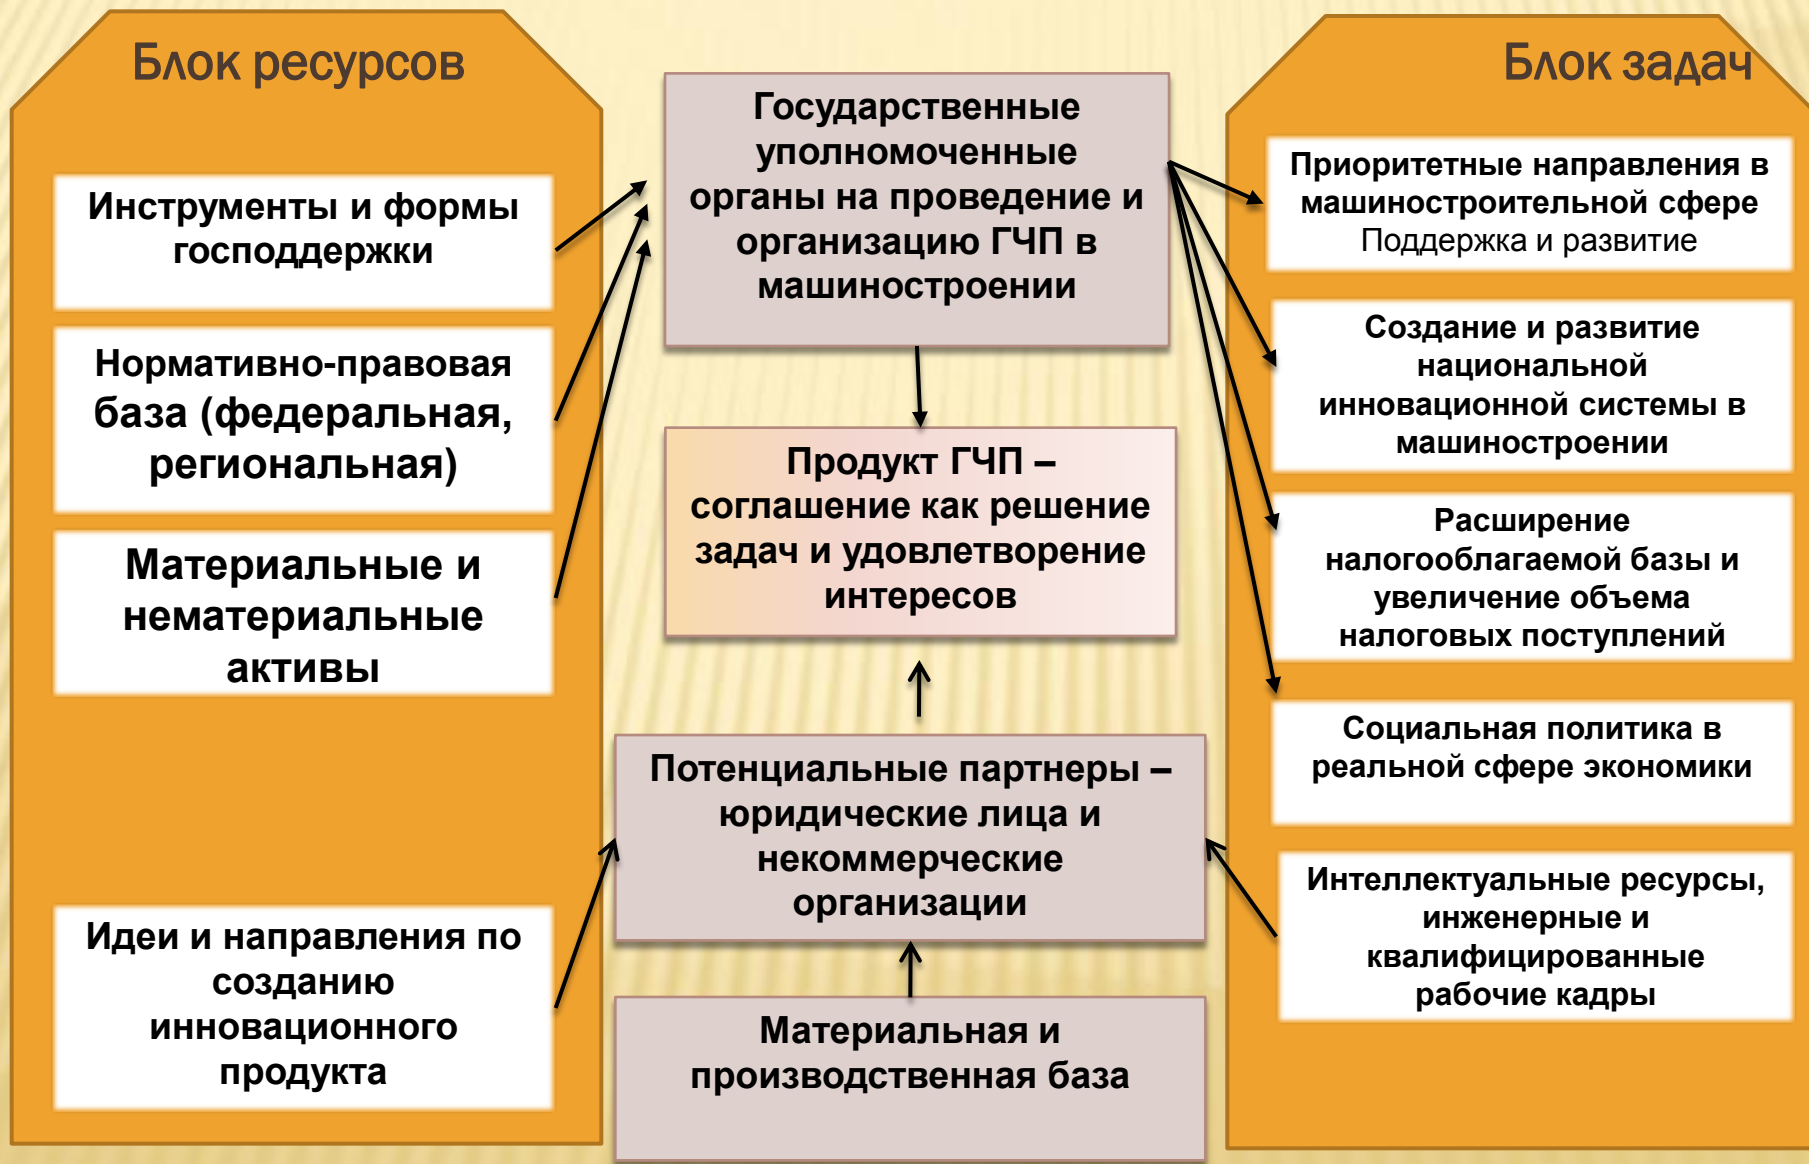 Блок ресурсов
Инструменты и формы
господдержки
Нормативно-правовая
база (федеральная,
региональная)
Материальные и
нематериальные
активы
Идеи и направления по
созданию
инновационного
продукта
Государственные
уполномоченные
органы на проведение и
организацию ГЧП в
машиностроении
Продукт ГЧП –
соглашение как решение
задач и удовлетворение
интересов
Потенциальные партнеры –
юридические лица и
некоммерческие
организации
Материальная и
производственная база
Блок задач
Приоритетные направления в
машиностроительной сфере
Поддержка и развитие
Создание и развитие
национальной
инновационной системы в
машиностроении
Расширение
налогооблагаемой базы и
увеличение объема
налоговых поступлений
Социальная политика в
реальной сфере экономики
Интеллектуальные ресурсы,
инженерные и
квалифицированные
рабочие кадры